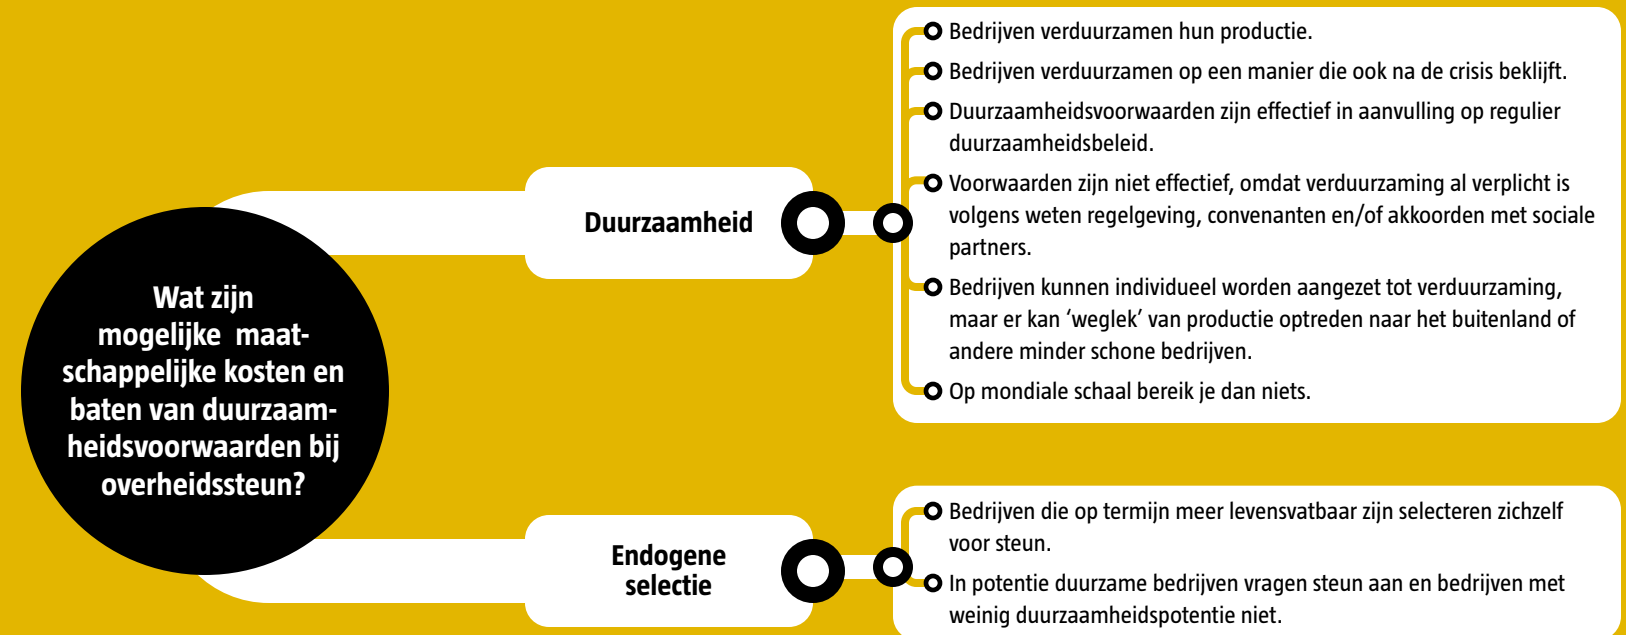 Wat zijn
mogelijke maat-
schappelijke kosten en
baten van duurzaam-
heidsvoorwaarden bij
overheidssteun?
Duurzaamheid
Bedrijven verduurzamen hun productie.
Bedrijven verduurzamen op een manier die ook na de crisis beklijft.
Duurzaamheidsvoorwaarden zijn effectief in aanvulling op regulier
duurzaamheidsbeleid.
Voorwaarden zijn niet effectief, omdat verduurzaming al verplicht is
volgens weten regelgeving, convenanten en/of akkoorden met sociale
partners.
Bedrijven kunnen individueel worden aangezet tot verduurzaming,
maar er kan ‘weglek’ van productie optreden naar het buitenland of
andere minder schone bedrijven.
Op mondiale schaal bereik je dan niets.
Endogene
selectie
Bedrijven die op termijn meer levensvatbaar zijn selecteren zichzelf
voor steun.
In potentie duurzame bedrijven vragen steun aan en bedrijven met
weinig duurzaamheidspotentie niet.